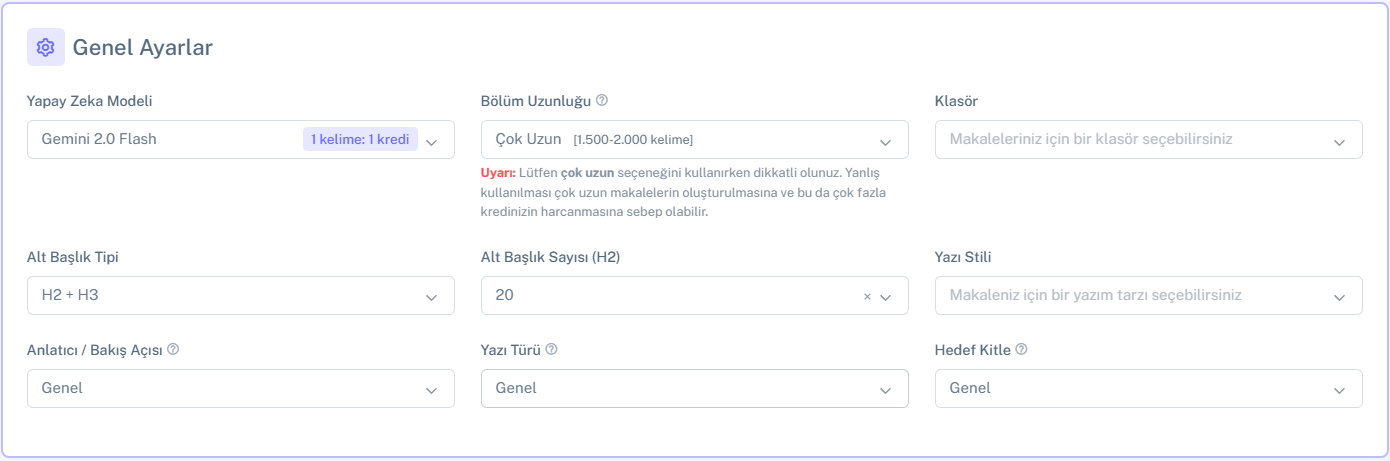 Genel Ayarlar
Yapay Zeka Modeli
Gemini 2.0 Flash 1 kelime: 1 kredi
Bölüm Uzunluğu
Çok Uzun [1.500-2.000 kelime]
Uyarı: Lütfen çok uzun seçeneğini kullanırken dikkatli olunuz. Yanlış
kullanılması çok uzun makalelerin oluşturulmasına ve bu da çok fazla
kredinizin harcanmasına sebep olabilir.
Klasör
Makaleleriniz için bir klasör seçebilirsiniz
Alt Başlık Tipi
H2 + H3
Alt Başlık Sayısı (H2)
20 ×
Yazı Stili
Makaleniz için bir yazım tarzı seçebilirsiniz
Anlatıcı / Bakış Açısı
Genel
Yazı Türü
Genel
Hedef Kitle
Genel